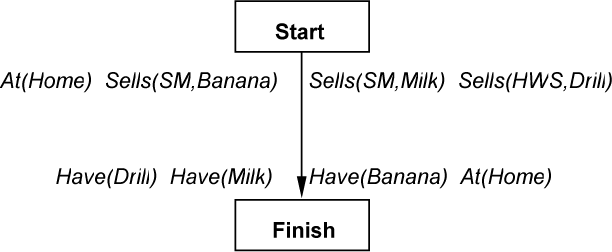 Start
At(Home) Sells(SM,Banana) Sells(SM,Milk) Sells(HWS,Drill)
Have(Drill) Have(Milk) Have(Banana) At(Home)
Finish